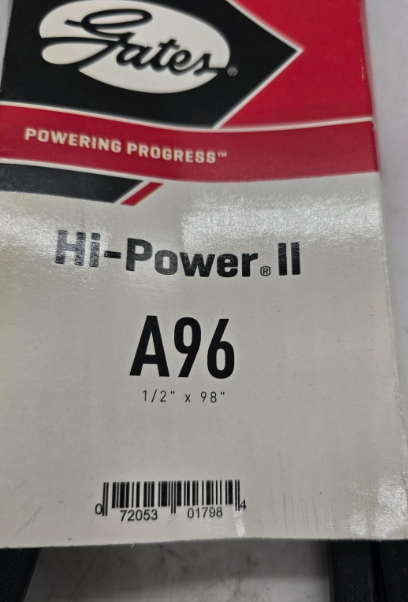 Gates®
POWERING PROGRESS™
Hi-Power® II
A96
1/2" x 98"
0 72053 01798 4